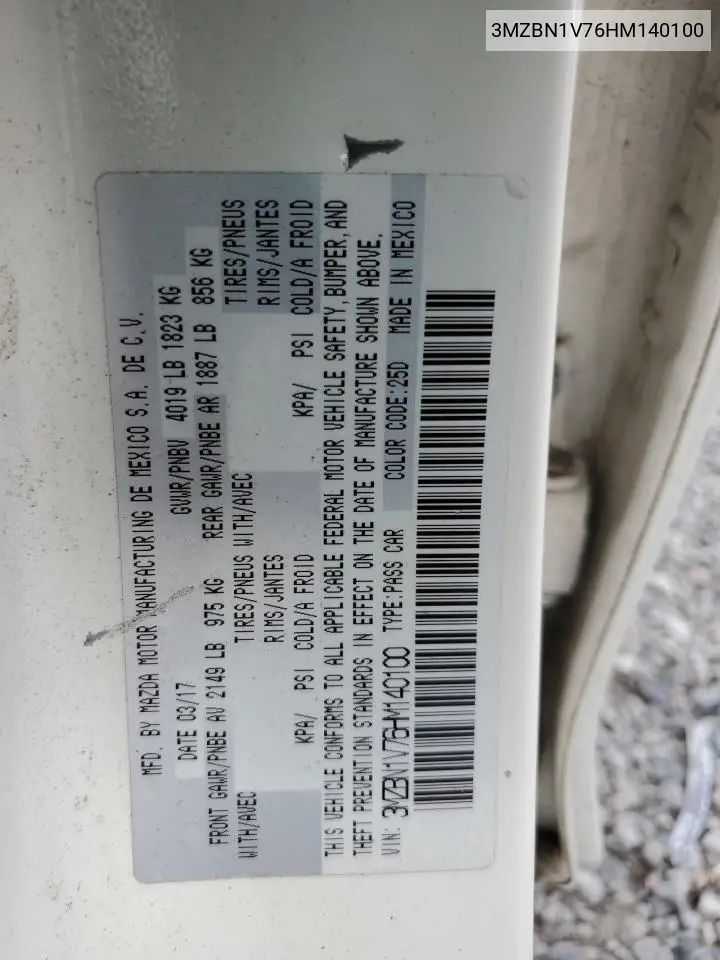 3MZBN1V76HM140100
MFD. BY MAZDA MOTOR MANUFACTURING DE MEXICO S.A. DE C.V.
DATE 03/17 GVWR/PNBV 4019 LB 1823 KG
FRONT GAWR/PNBE AV 2149 LB 975 KG REAR GAWR/PNBE AR 1887 LB 856 KG
WITH/AVEC TIRES/PNEUS WITH/AVEC TIRES/PNEUS
RIMS/JANTES RIMS/JANTES
KPA/ PSI COLD/A FROID KPA/ PSI COLD/A FROID
THIS VEHICLE CONFORMS TO ALL APPLICABLE FEDERAL MOTOR VEHICLE SAFETY, BUMPER, AND
THEFT PREVENTION STANDARDS IN EFFECT ON THE DATE OF MANUFACTURE SHOWN ABOVE.
VIN: 3MZBN1V76HM140100 TYPE:PASS CAR COLOR CODE:25D MADE IN MEXICO